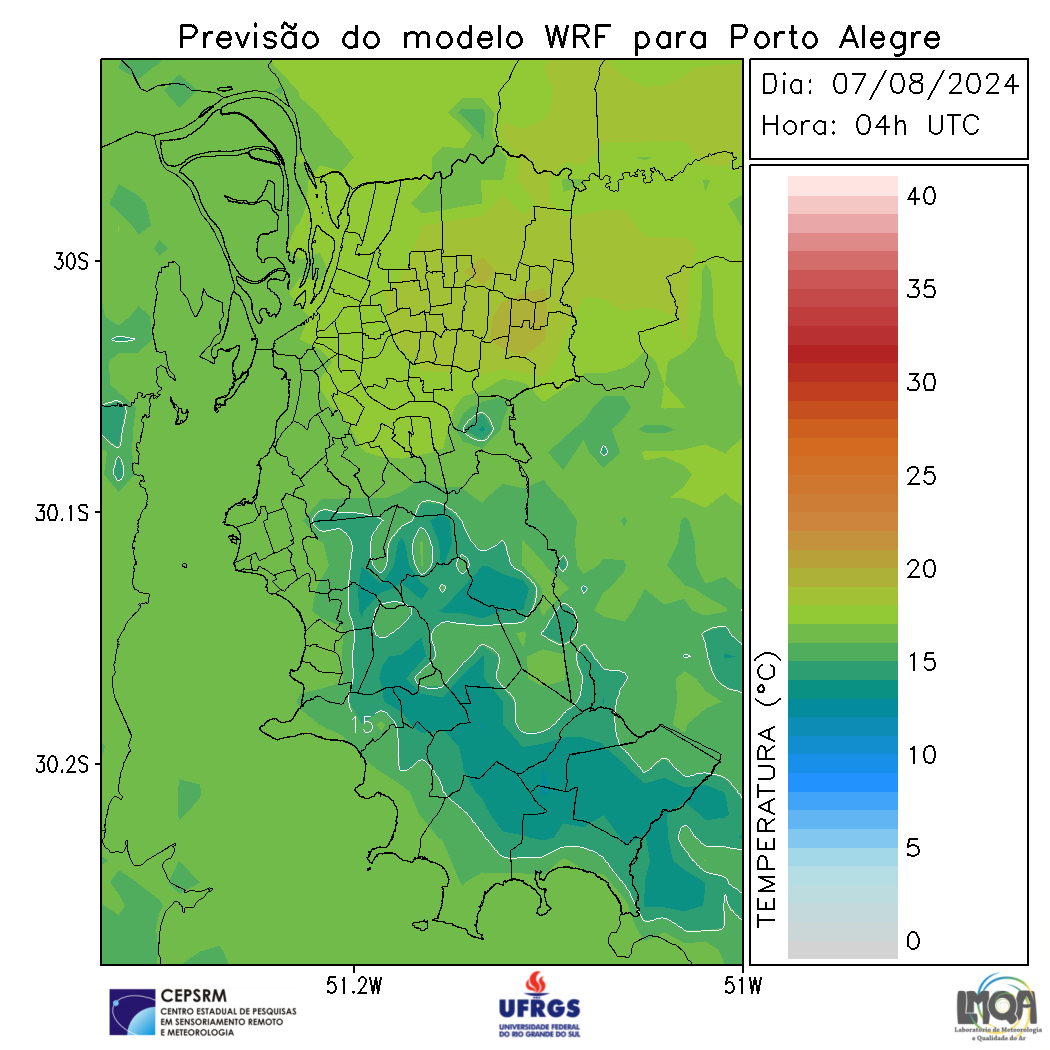 Previsão do modelo WRF para Porto Alegre
Dia: 07/08/2024
Hora: 04h UTC
40
35
30
25
20
15
10
5
0
TEMPERATURA (°C)
30S
30.1S
30.2S
15
51.2W
51W
CEPSRM
CENTRO ESTADUAL DE PESQUISAS
EM SENSORIAMENTO REMOTO
E METEOROLOGIA
UFRGS
UNIVERSIDADE FEDERAL
DO RIO GRANDE DO SUL
LMQA
Laboratório de Meteorologia
e Qualidade do Ar